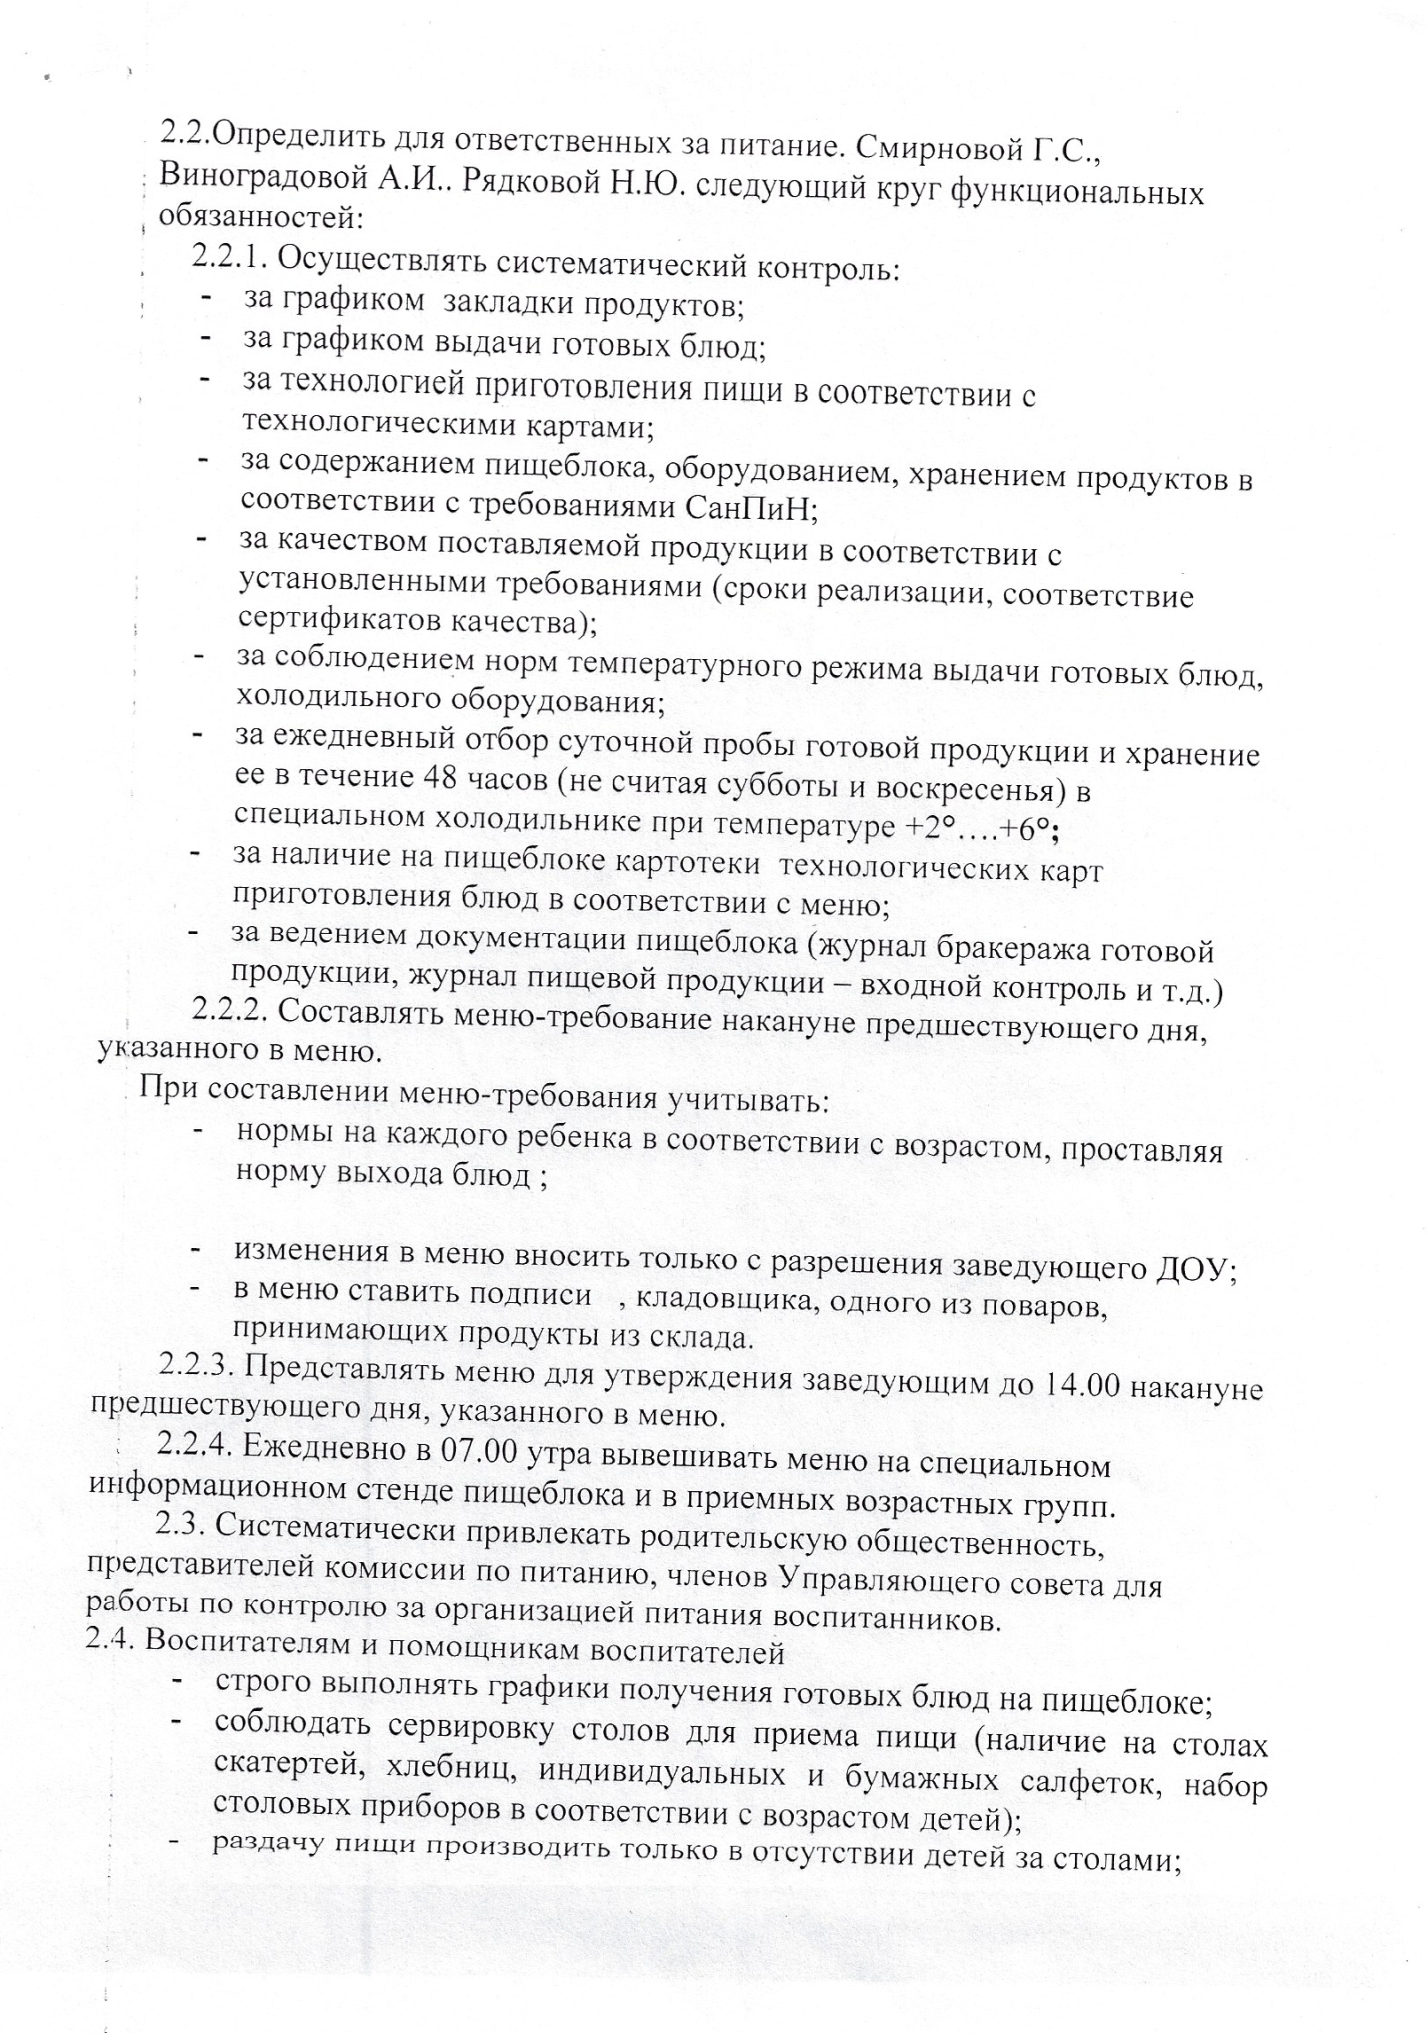 2.2.Определить для ответственных за питание. Смирновой Г.С.,
Виноградовой А.И.. Рядковой Н.Ю. следующий круг функциональных
обязанностей:
2.2.1. Осуществлять систематический контроль:
- за графиком закладки продуктов;
- за графиком выдачи готовых блюд;
- за технологией приготовления пищи в соответствии с
технологическими картами;
- за содержанием пищеблока, оборудованием, хранением продуктов в
соответствии с требованиями СанПиН;
- за качеством поставляемой продукции в соответствии с
установленными требованиями (сроки реализации, соответствие
сертификатов качества);
- за соблюдением норм температурного режима выдачи готовых блюд,
холодильного оборудования;
- за ежедневный отбор суточной пробы готовой продукции и хранение
ее в течение 48 часов (не считая субботы и воскресенья) в
специальном холодильнике при температуре +2°….+6°;
- за наличие на пищеблоке картотеки технологических карт
приготовления блюд в соответствии с меню;
- за ведением документации пищеблока (журнал бракеража готовой
продукции, журнал пищевой продукции – входной контроль и т.д.)
2.2.2. Составлять меню-требование накануне предшествующего дня,
указанного в меню.
При составлении меню-требования учитывать:
- нормы на каждого ребенка в соответствии с возрастом, проставляя
норму выхода блюд ;
- изменения в меню вносить только с разрешения заведующего ДОУ;
- в меню ставить подписи , кладовщика, одного из поваров,
принимающих продукты из склада.
2.2.3. Представлять меню для утверждения заведующим до 14.00 накануне
предшествующего дня, указанного в меню.
2.2.4. Ежедневно в 07.00 утра вывешивать меню на специальном
информационном стенде пищеблока и в приемных возрастных групп.
2.3. Систематически привлекать родительскую общественность,
представителей комиссии по питанию, членов Управляющего совета для
работы по контролю за организацией питания воспитанников.
2.4. Воспитателям и помощникам воспитателей
- строго выполнять графики получения готовых блюд на пищеблоке;
- соблюдать сервировку столов для приема пищи (наличие на столах
скатертей, хлебниц, индивидуальных и бумажных салфеток, набор
столовых приборов в соответствии с возрастом детей);
- раздачу пищи производить только в отсутствии детей за столами;